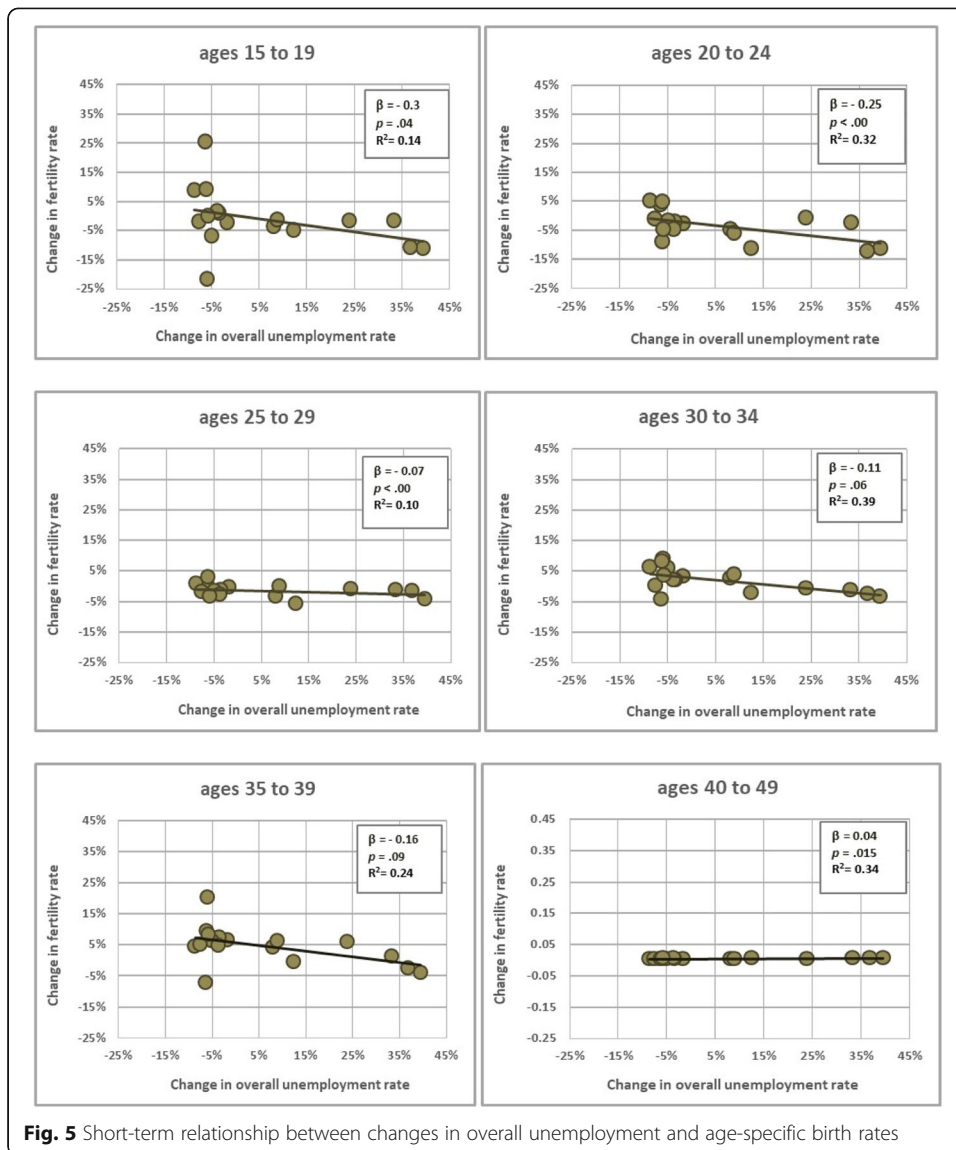 ages 15 to 19
45%
35%
25%
15%
5%
-5%
-15%
-25%
-25% -15% -5% 5% 15% 25% 35% 45%
Change in fertility rate
Change in overall unemployment rate
β = - 0.3
p = .04
R²= 0.14
ages 20 to 24
45%
35%
25%
15%
5%
-5%
-15%
-25%
-25% -15% -5% 5% 15% 25% 35% 45%
Change in fertility rate
Change in overall unemployment rate
β = - 0.25
p < .00
R²= 0.32
ages 25 to 29
45%
35%
25%
15%
5%
-5%
-15%
-25%
-25% -15% -5% 5% 15% 25% 35% 45%
Change in fertility rate
Change in overall unemployment rate
β = - 0.07
p < .00
R²= 0.10
ages 30 to 34
45%
35%
25%
15%
5%
-5%
-15%
-25%
-25% -15% -5% 5% 15% 25% 35% 45%
Change in fertility rate
Change in overall unemployment rate
β = - 0.11
p = .06
R²= 0.39
ages 35 to 39
45%
35%
25%
15%
5%
-5%
-15%
-25%
-25% -15% -5% 5% 15% 25% 35% 45%
Change in fertility rate
Change in overall unemployment rate
β = - 0.16
p = .09
R²= 0.24
ages 40 to 49
0.45
0.35
0.25
0.15
0.05
-0.05
-0.15
-0.25
-25% -15% -5% 5% 15% 25% 35% 45%
Change in fertility rate
Change in overall unemployment rate
β = 0.04
p = .015
R²= 0.34
Fig. 5 Short-term relationship between changes in overall unemployment and age-specific birth rates